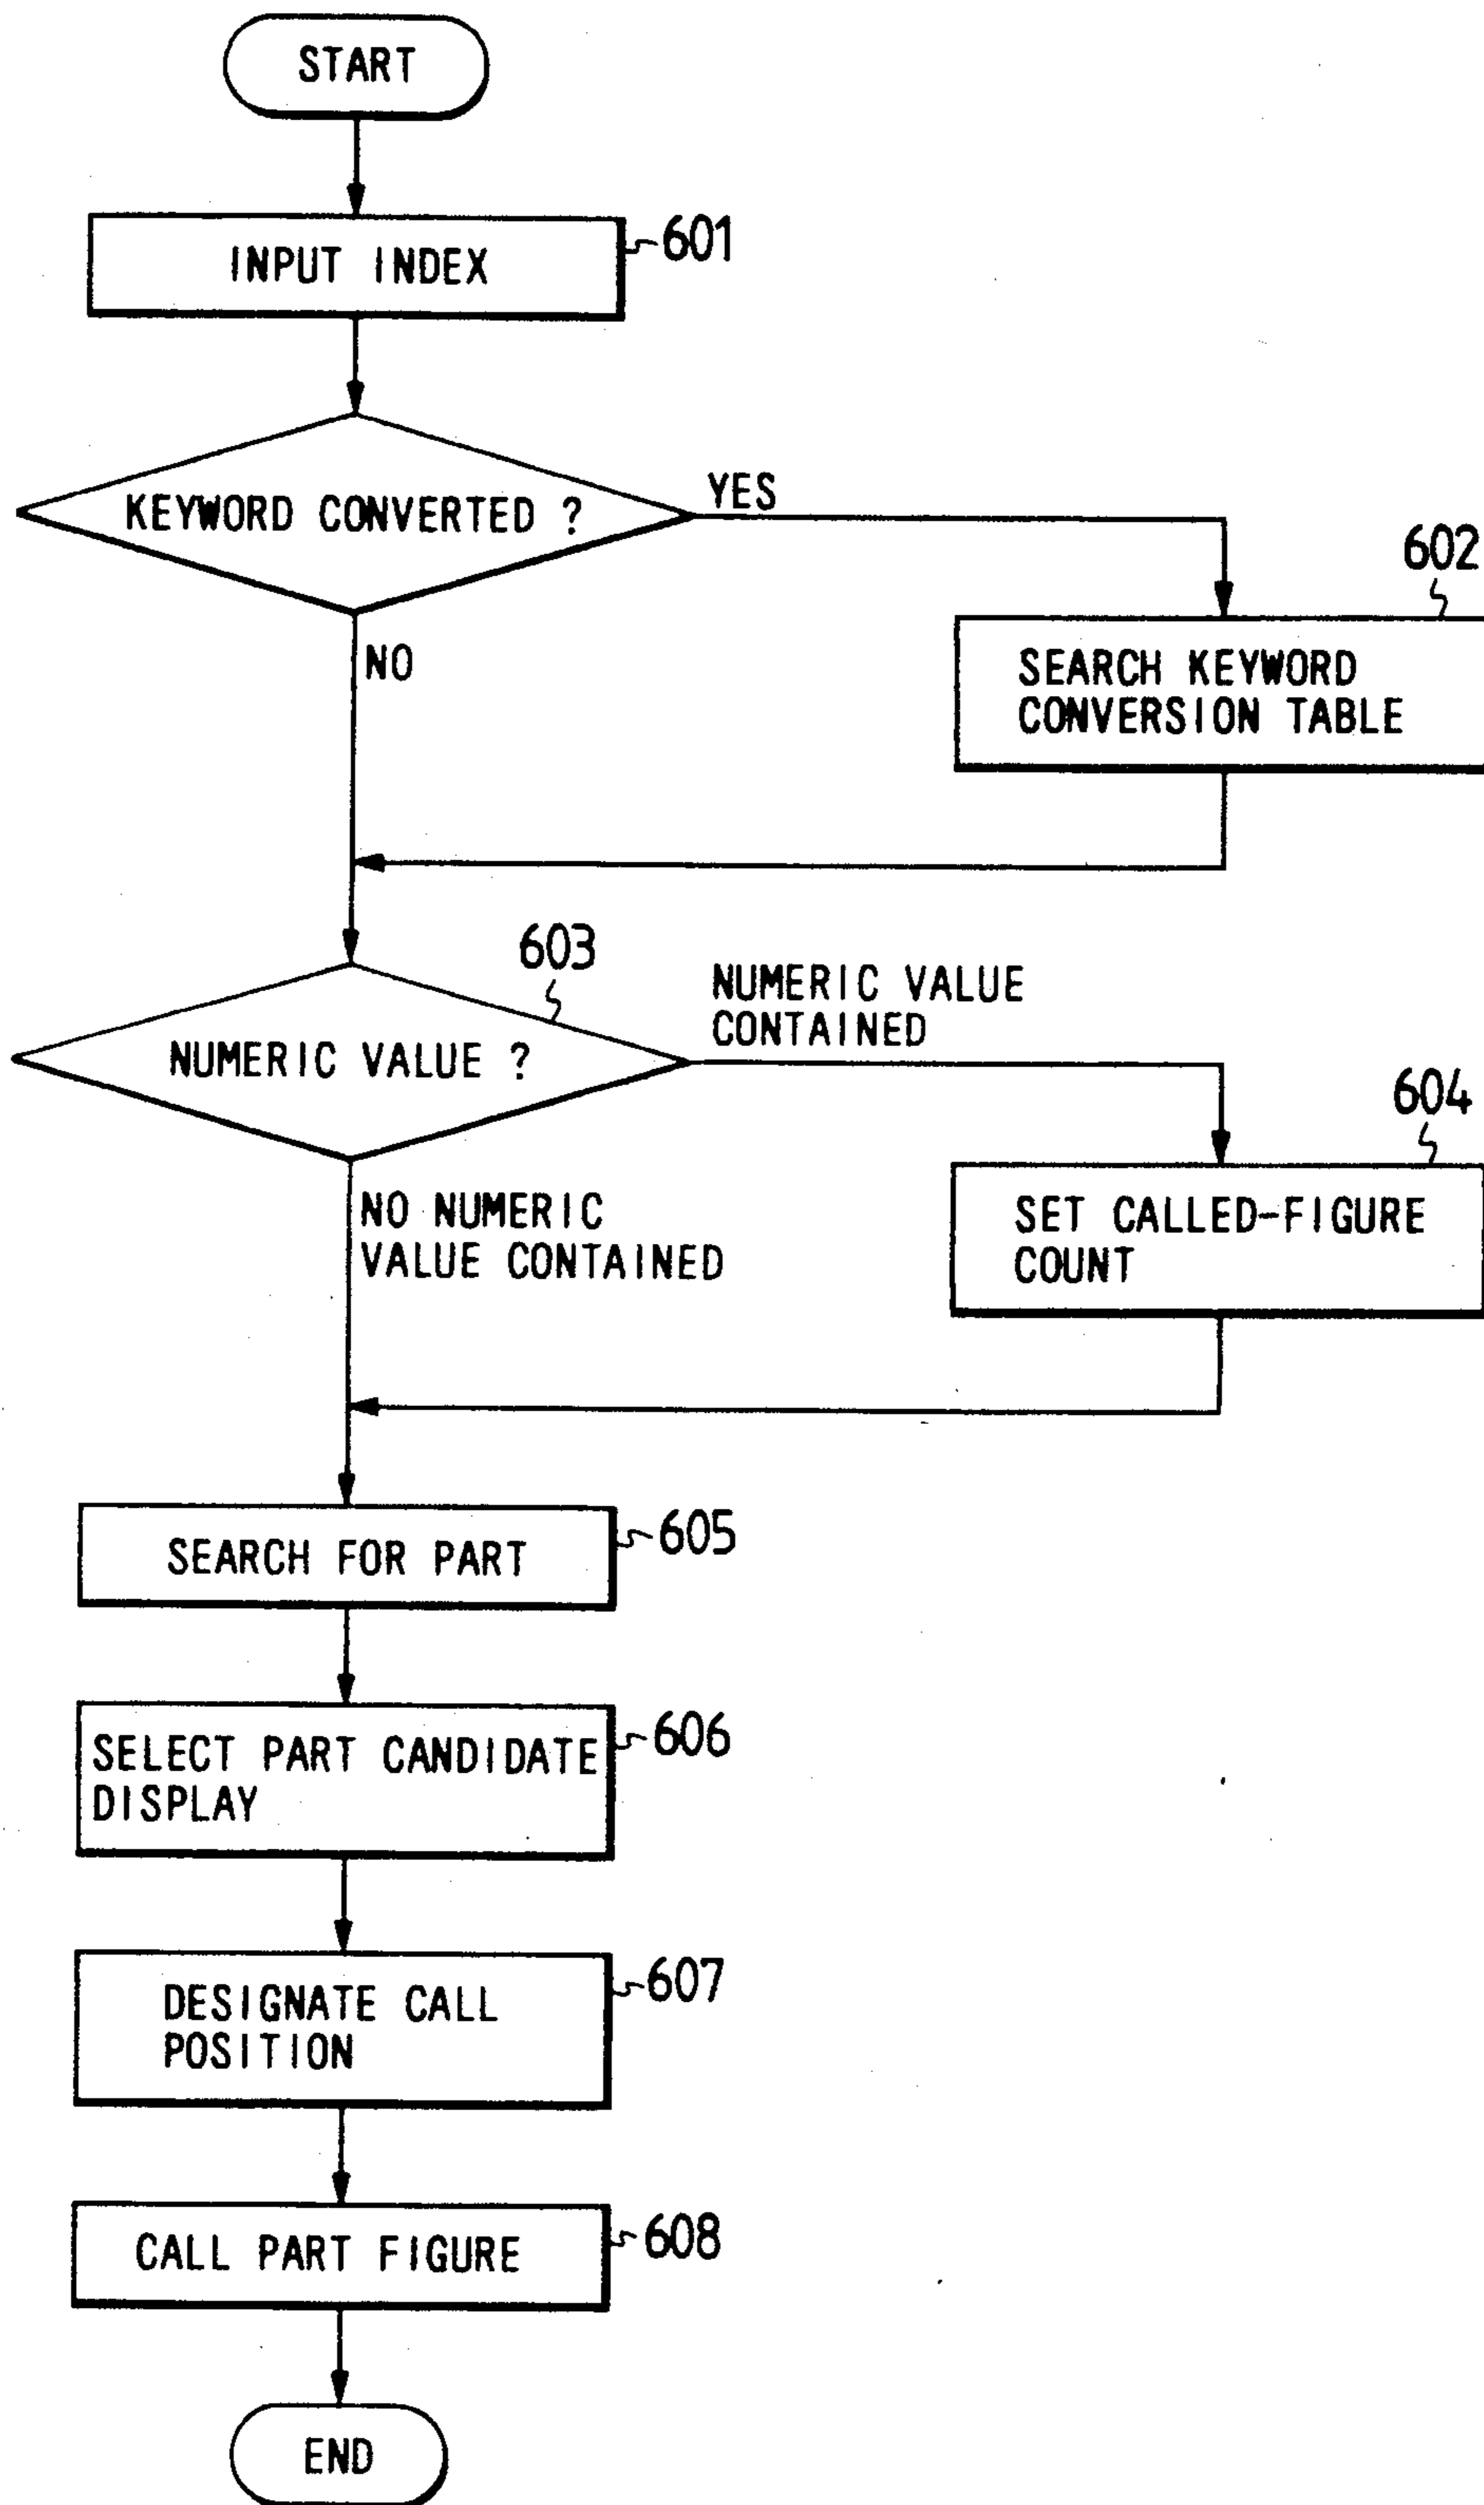 START
INPUT INDEX
601
KEYWORD CONVERTED ?
YES
602
NO
SEARCH KEYWORD
CONVERSION TABLE
603
NUMERIC VALUE
CONTAINED
NUMERIC VALUE ?
604
NO NUMERIC
VALUE CONTAINED
SET CALLED-FIGURE
COUNT
SEARCH FOR PART
605
SELECT PART CANDIDATE
DISPLAY
606
DESIGNATE CALL
POSITION
607
CALL PART FIGURE
608
END